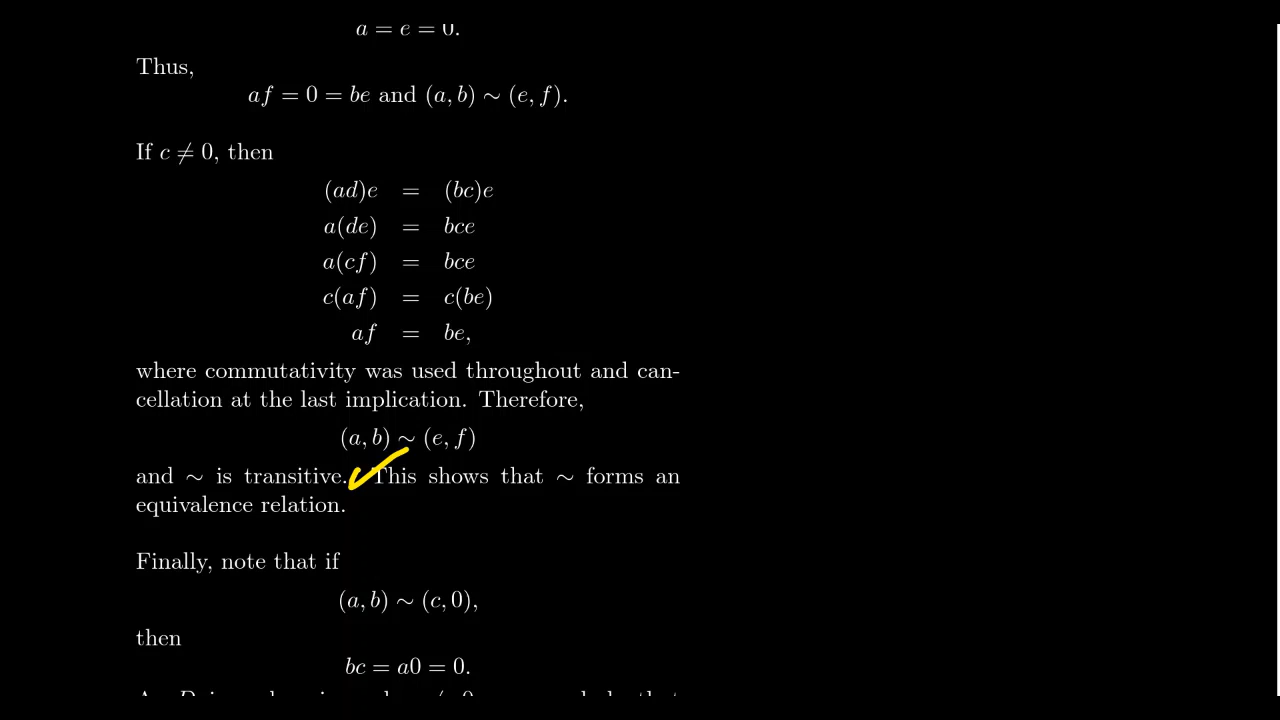 a = e = 0.
Thus,
af = 0 = be and (a, b) ∼ (e, f).
If c ≠ 0, then
(ad)e = (bc)e
a(de) = bce
a(cf) = bce
c(af) = c(be)
af = be,
where commutativity was used throughout and can-
cellation at the last implication. Therefore,
(a, b) ∼ (e, f)
and ∼ is transitive. This shows that ∼ forms an
equivalence relation.
Finally, note that if
(a, b) ∼ (c, 0),
then
bc = a0 = 0.